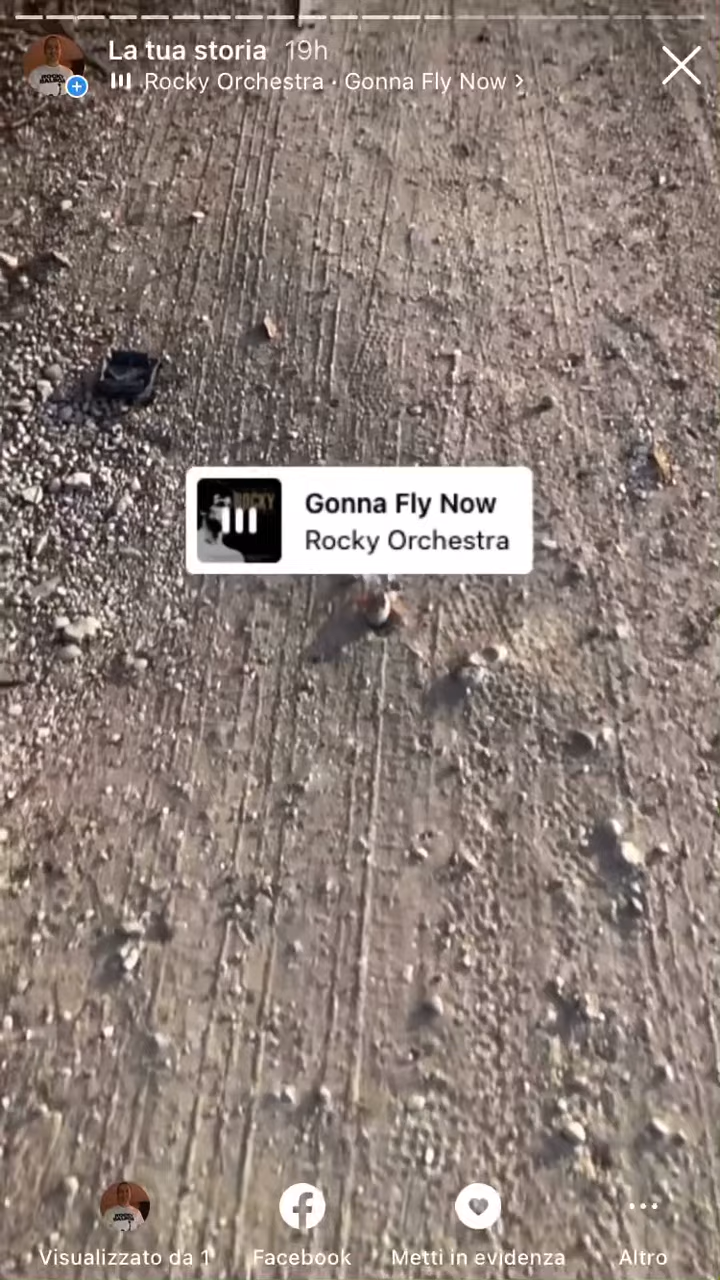 La tua storia 19h
Rocky Orchestra · Gonna Fly Now >
ROCKY
Gonna Fly Now
Rocky Orchestra
Visualizzato da 1 Facebook Metti in evidenza Altro